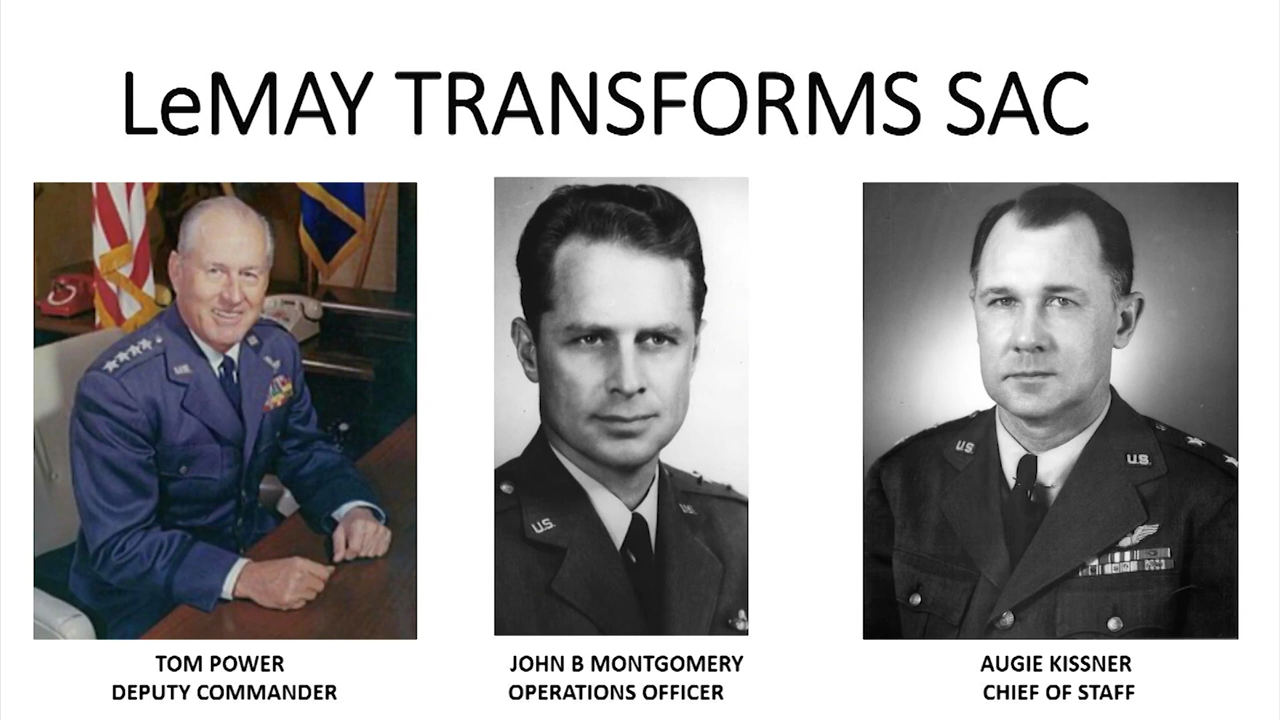 LeMAY TRANSFORMS SAC
TOM POWER
DEPUTY COMMANDER
JOHN B MONTGOMERY
OPERATIONS OFFICER
AUGIE KISSNER
CHIEF OF STAFF
U.S.
U.S.
U.S.